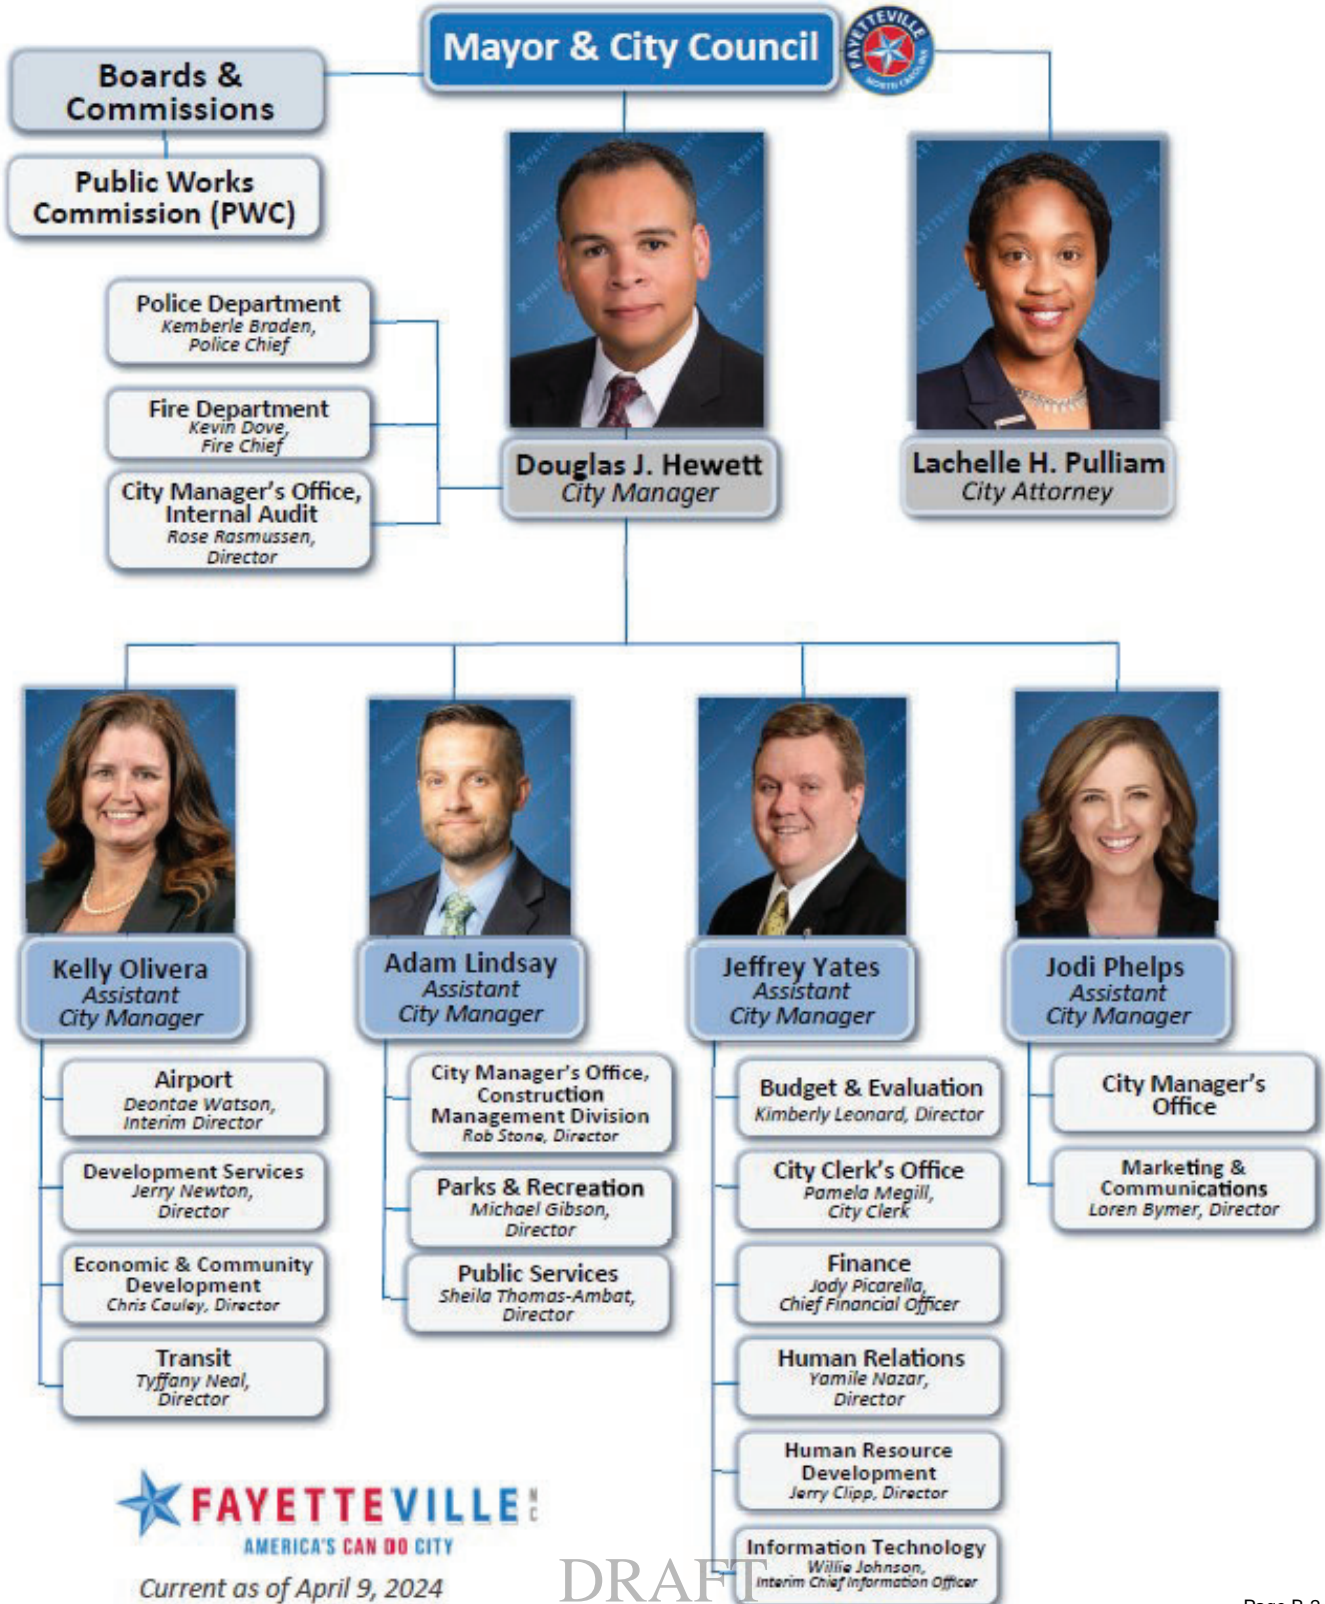 Mayor & City Council
FAYETTEVILLE
NORTH CAROLINA
Boards &
Commissions
Public Works
Commission (PWC)
Police Department
Kemberle Braden,
Police Chief
Fire Department
Kevin Dove,
Fire Chief
City Manager's Office,
Internal Audit
Rose Rasmussen,
Director
Douglas J. Hewett
City Manager
Lachelle H. Pulliam
City Attorney
Kelly Olivera
Assistant
City Manager
Airport
Deontae Watson,
Interim Director
Development Services
Jerry Newton,
Director
Economic & Community
Development
Chris Cauley, Director
Transit
Tyffany Neal,
Director
Adam Lindsay
Assistant
City Manager
City Manager's Office,
Construction
Management Division
Rob Stone, Director
Parks & Recreation
Michael Gibson,
Director
Public Services
Sheila Thomas-Ambat,
Director
Jeffrey Yates
Assistant
City Manager
Budget & Evaluation
Kimberly Leonard, Director
City Clerk's Office
Pamela Megill,
City Clerk
Finance
Jody Picarella,
Chief Financial Officer
Human Relations
Yamile Nazar,
Director
Human Resource
Development
Jerry Clipp, Director
Information Technology
Willie Johnson,
Interim Chief Information Officer
Jodi Phelps
Assistant
City Manager
City Manager's
Office
Marketing &
Communications
Loren Bymer, Director
FAYETTEVILLE NC
AMERICA'S CAN DO CITY
Current as of April 9, 2024
DRAFT